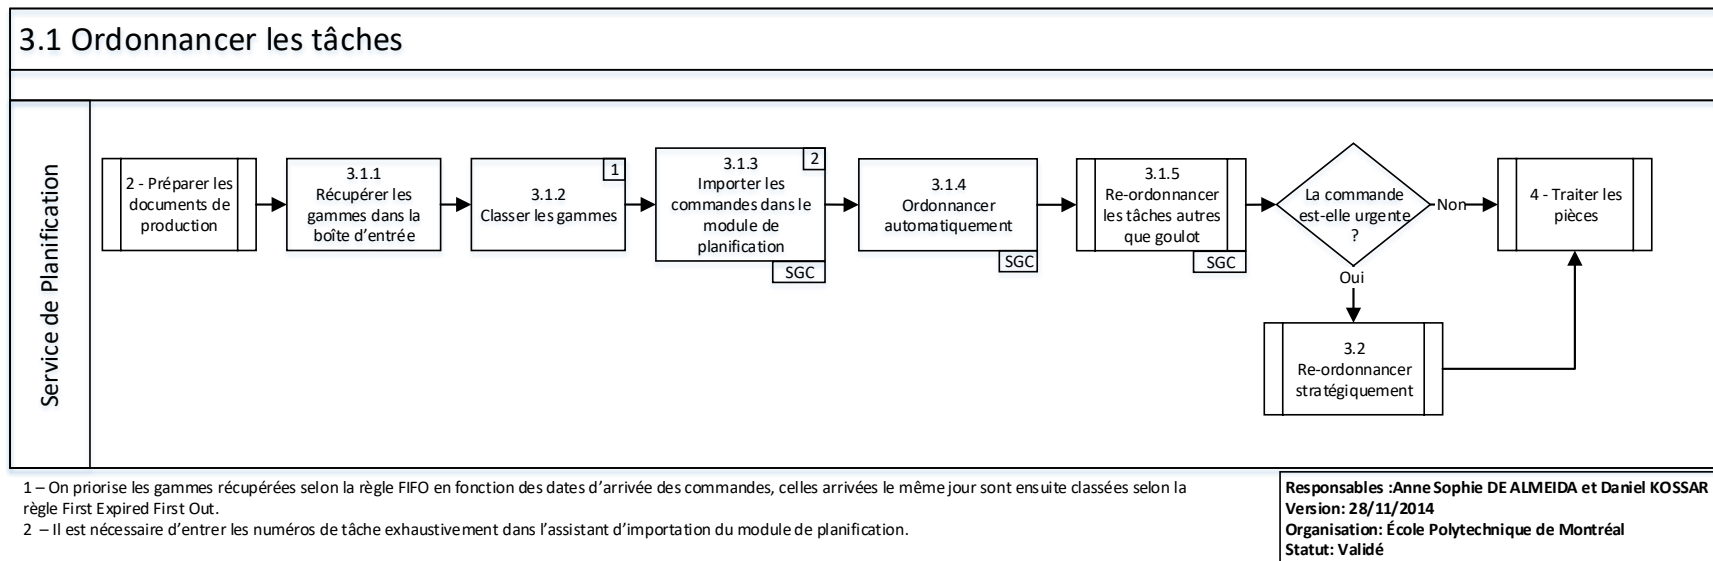 3.1 Ordonnancer les tâches
Service de Planification
2 - Préparer les
documents de
production
3.1.1
Récupérer les
gammes dans la
boîte d’entrée
1
3.1.2
Classer les gammes
2
3.1.3
Importer les
commandes dans le
module de
planification
SGC
3.1.4
Ordonnancer
automatiquement
SGC
3.1.5
Re-ordonnancer
les tâches autres
que goulot
SGC
La commande
est-elle urgente
?
Non
Oui
4 - Traiter les
pièces
3.2
Re-ordonnancer
stratégiquement
1 – On priorise les gammes récupérées selon la règle FIFO en fonction des dates d’arrivée des commandes, celles arrivées le même jour sont ensuite classées selon la
règle First Expired First Out.
2 – Il est nécessaire d’entrer les numéros de tâche exhaustivement dans l’assistant d’importation du module de planification.
Responsables :Anne Sophie DE ALMEIDA et Daniel KOSSAR
Version: 28/11/2014
Organisation: École Polytechnique de Montréal
Statut: Validé